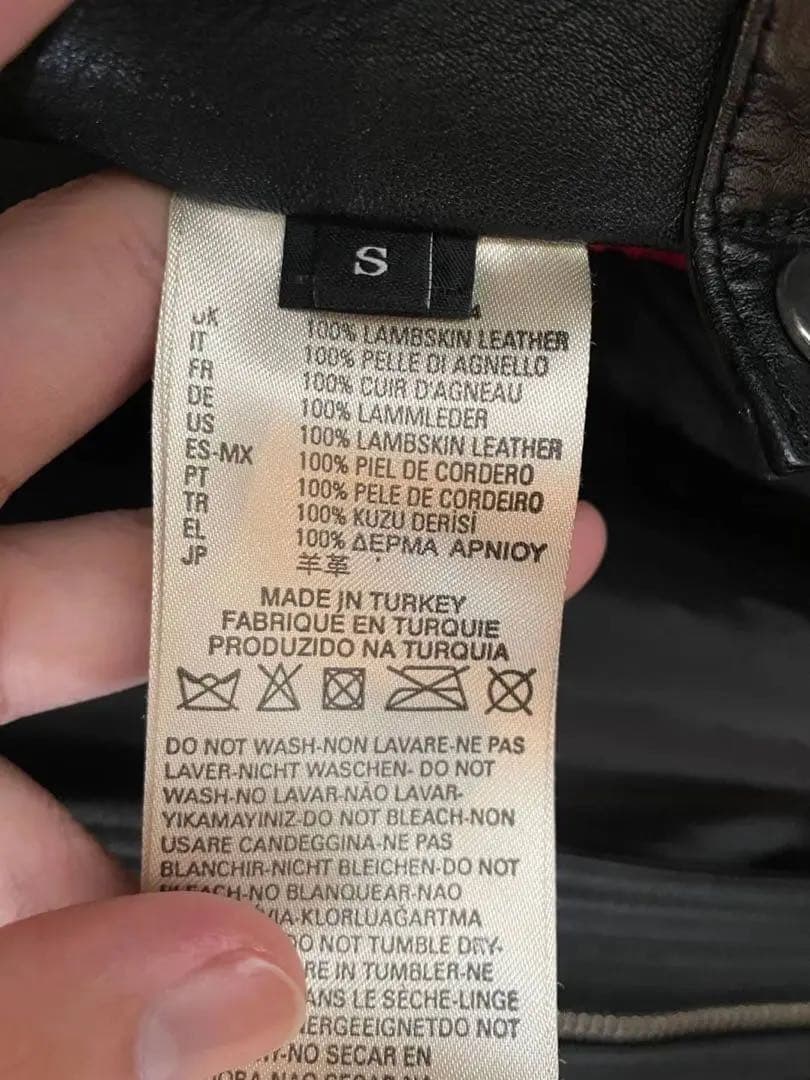 S
UK 100% LAMBSKIN LEATHER
IT 100% PELLE DI AGNELLO
FR 100% CUIR D'AGNEAU
DE 100% LAMMLEDER
US 100% LAMBSKIN LEATHER
ES-MX 100% PIEL DE CORDERO
PT 100% PELE DE CORDEIRO
TR 100% KUZU DERİSİ
EL 100% ΔΕΡΜΑ ΑΡΝΙΟΥ
JP 羊革
MADE IN TURKEY
FABRIQUE EN TURQUIE
PRODUZIDO NA TURQUIA
DO NOT WASH-NON LAVARE-NE PAS
LAVER-NICHT WASCHEN- DO NOT
WASH-NO LAVAR-NÃO LAVAR-
YIKAMAYINIZ-DO NOT BLEACH-NON
USARE CANDEGGINA-NE PAS
BLANCHIR-NICHT BLEICHEN-DO NOT
BLEACH-NO BLANQUEAR-NAO
KLORLUAĞARTMA
DO NOT TUMBLE DRY-
IN TUMBLER-NE
LE SECHE-LINGE
NOT
NO SECAR EN